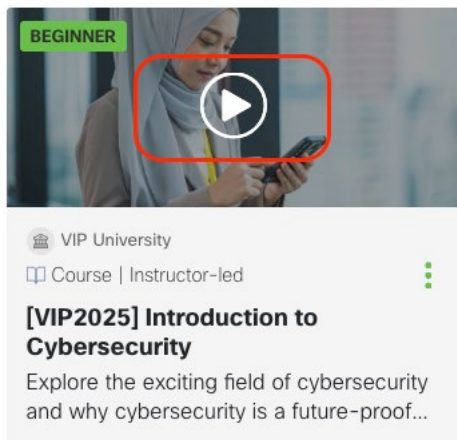 BEGINNER
VIP University
Course | Instructor-led
[VIP2025] Introduction to
Cybersecurity
Explore the exciting field of cybersecurity
and why cybersecurity is a future-proof...